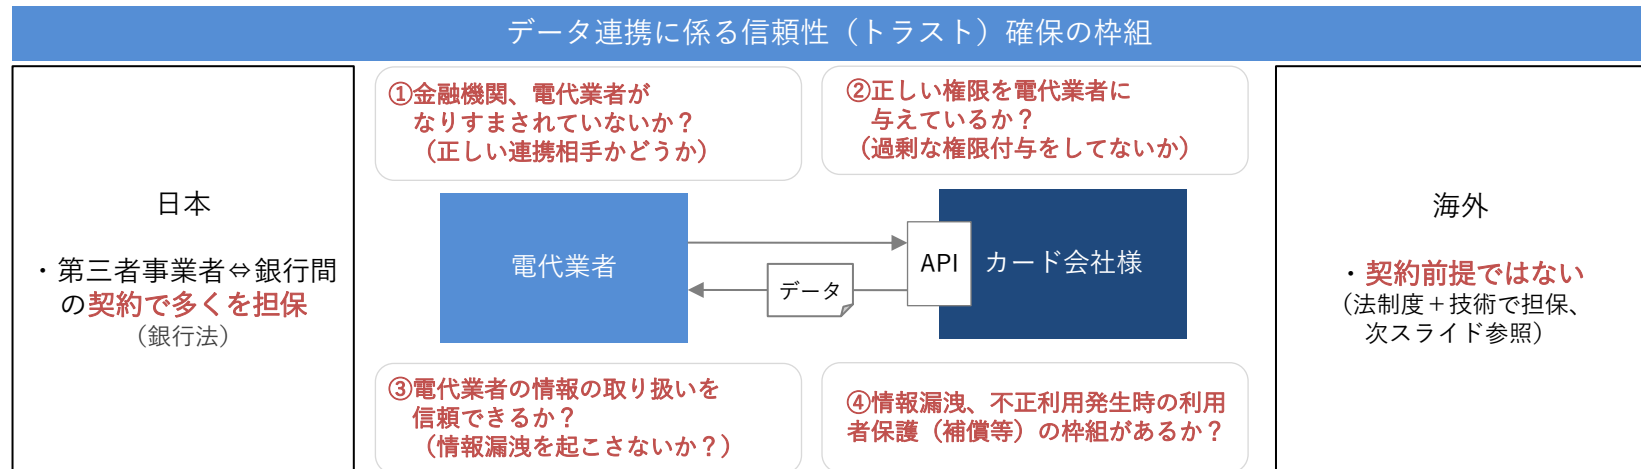 データ連携に係る信頼性（トラスト）確保の枠組
日本
・第三者事業者⇔銀行間
の契約で多くを担保
（銀行法）
①金融機関、電代業者が
なりすまされていないか？
（正しい連携相手かどうか）
②正しい権限を電代業者に
与えているか？
（過剰な権限付与をしてないか）
電代業者
データ
API
カード会社様
③電代業者の情報の取り扱いを
信頼できるか？
（情報漏洩を起こさないか？）
④情報漏洩、不正利用発生時の利用
者保護（補償等）の枠組があるか？
海外
・契約前提ではない
（法制度＋技術で担保、
次スライド参照）